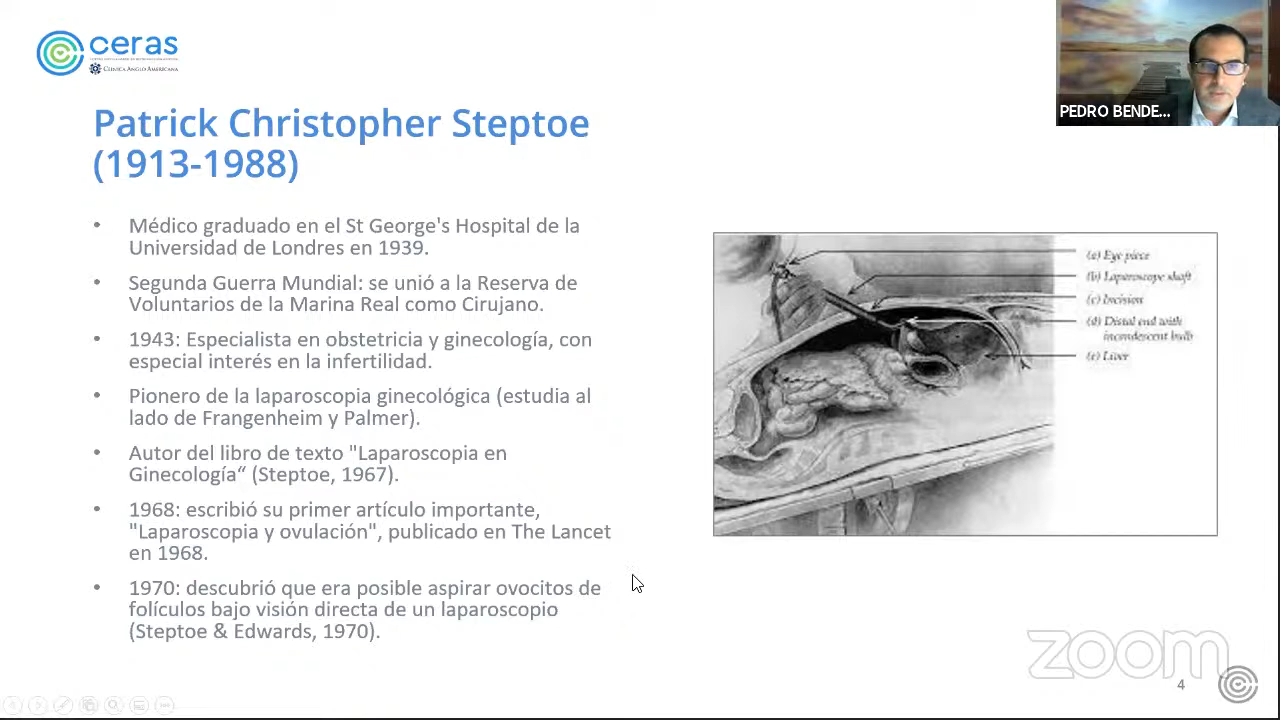 ceras
CLÍNICA ANGLO AMERICANA
PEDRO BENDE...
Patrick Christopher Steptoe
(1913-1988)
• Médico graduado en el St George's Hospital de la
Universidad de Londres en 1939.
• Segunda Guerra Mundial: se unió a la Reserva de
Voluntarios de la Marina Real como Cirujano.
• 1943: Especialista en obstetricia y ginecología, con
especial interés en la infertilidad.
• Pionero de la laparoscopia ginecológica (estudia al
lado de Frangenheim y Palmer).
• Autor del libro de texto "Laparoscopia en
Ginecología“ (Steptoe, 1967).
• 1968: escribió su primer artículo importante,
"Laparoscopia y ovulación", publicado en The Lancet
en 1968.
• 1970: descubrió que era posible aspirar ovocitos de
folículos bajo visión directa de un laparoscopio
(Steptoe & Edwards, 1970).
(a) Eye piece
(b) Laparoscope shaft
(c) Incision
(d) Distal end with
incondescent bulb
(e) Liver
zoom
4